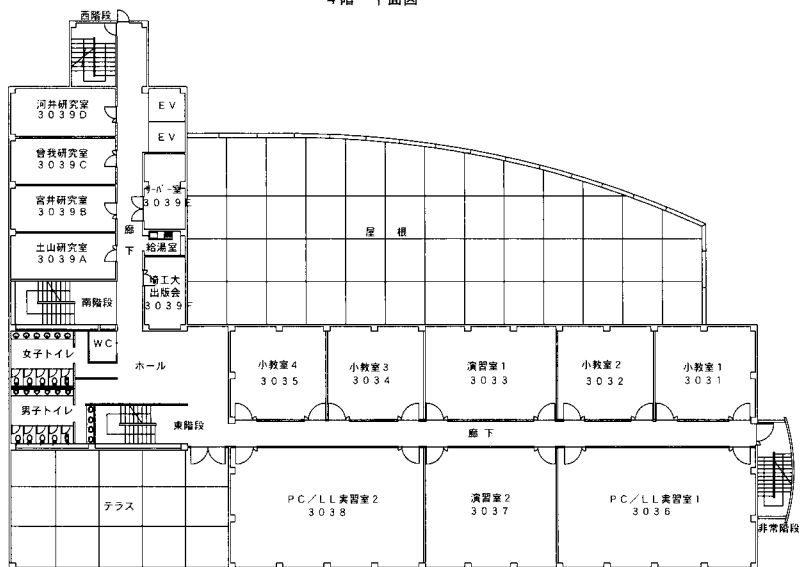 4階 平面図
西階段
河井研究室
3039D
EV
曾我研究室
3039C
EV
宮井研究室
3039B
サーバー室
3039E
廊下
土山研究室
3039A
給湯室
埼工大
出版会
3039F
屋 根
南階段
WC
女子トイレ
ホール
男子トイレ
東階段
小教室4
3035
小教室3
3034
演習室1
3033
小教室2
3032
小教室1
3031
廊下
テラス
PC/LL実習室2
3038
演習室2
3037
PC/LL実習室1
3036
非常階段